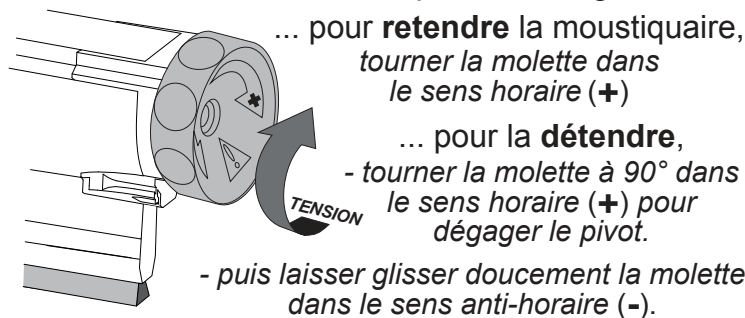 ... pour retendre la moustiquaire,
tourner la molette dans
le sens horaire (+)
... pour la détendre,
- tourner la molette à 90° dans
le sens horaire (+) pour
dégager le pivot.
TENSION
- puis laisser glisser doucement la molette
dans le sens anti-horaire (-).